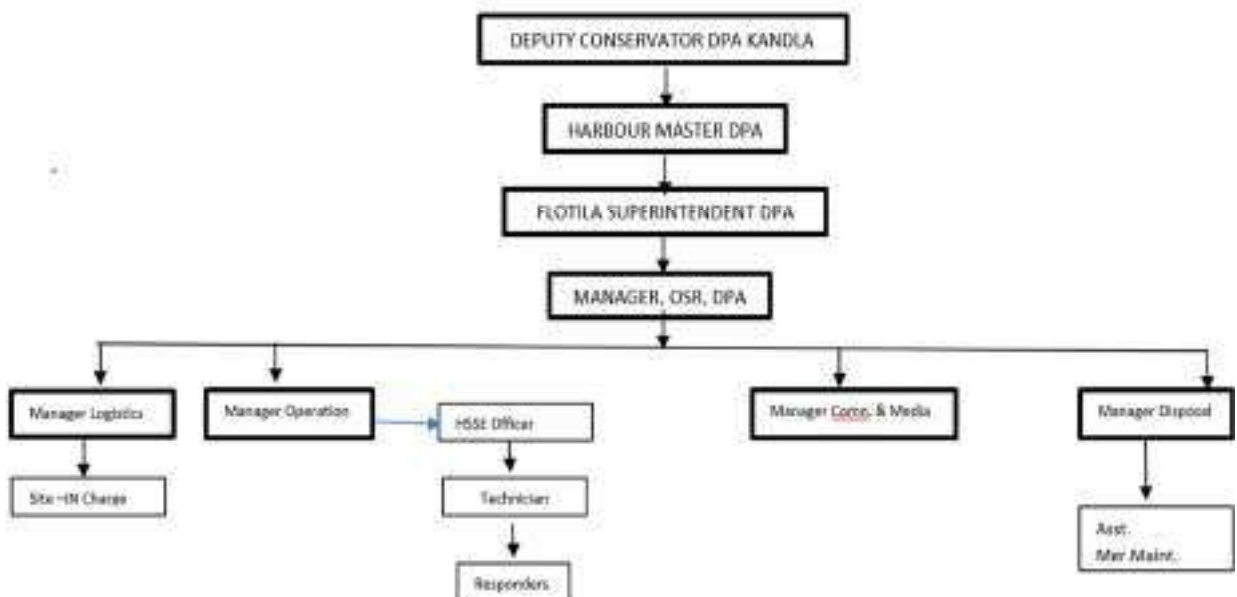 DEPUTY CONSERVATOR DPA KANDLA
HARBOUR MASTER DPA
FLOTILA SUPERINTENDENT DPA
MANAGER, OSR, DPA
Manager Logistics
Manager Operation
HSSE Officer
Manager Comn. & Media
Manager Disposal
Site -IN Charge
Technician
Asst.
Mer.Maint.
Responders